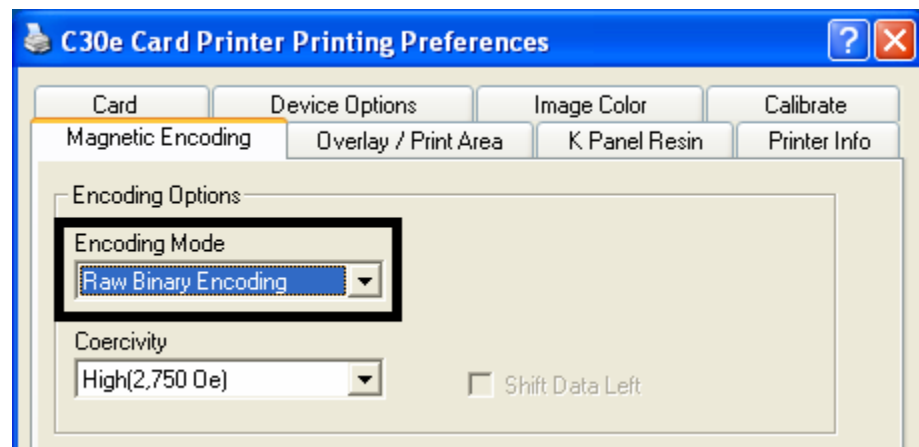 C30e Card Printer Printing Preferences
Card Device Options Image Color Calibrate
Magnetic Encoding Overlay / Print Area K Panel Resin Printer Info
Encoding Options
Encoding Mode
Raw Binary Encoding
Coercivity
High(2,750 Oe)
Shift Data Left